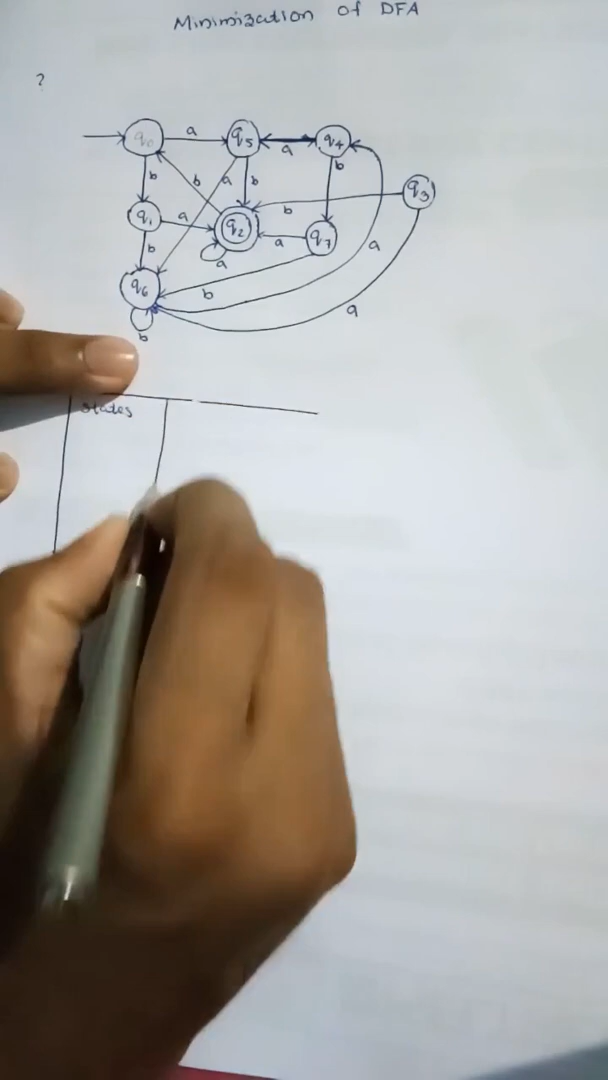 Minimization of DFA
?
q0 a q5 a q4
b b a b b q3
b
q1 a q2 q7 a
b a a
q6 b a
b
states